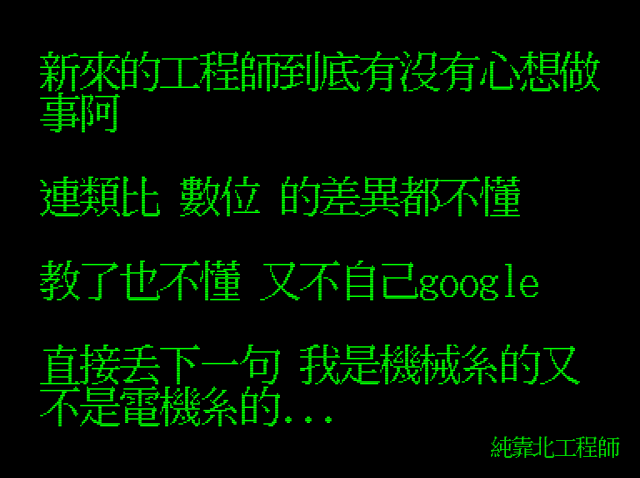 新來的工程師到底有沒有心想做
事阿
連類比 數位 的差異都不懂
教了也不懂 又不自己google
直接丟下一句 我是機械系的又
不是電機系的...
純靠北工程師